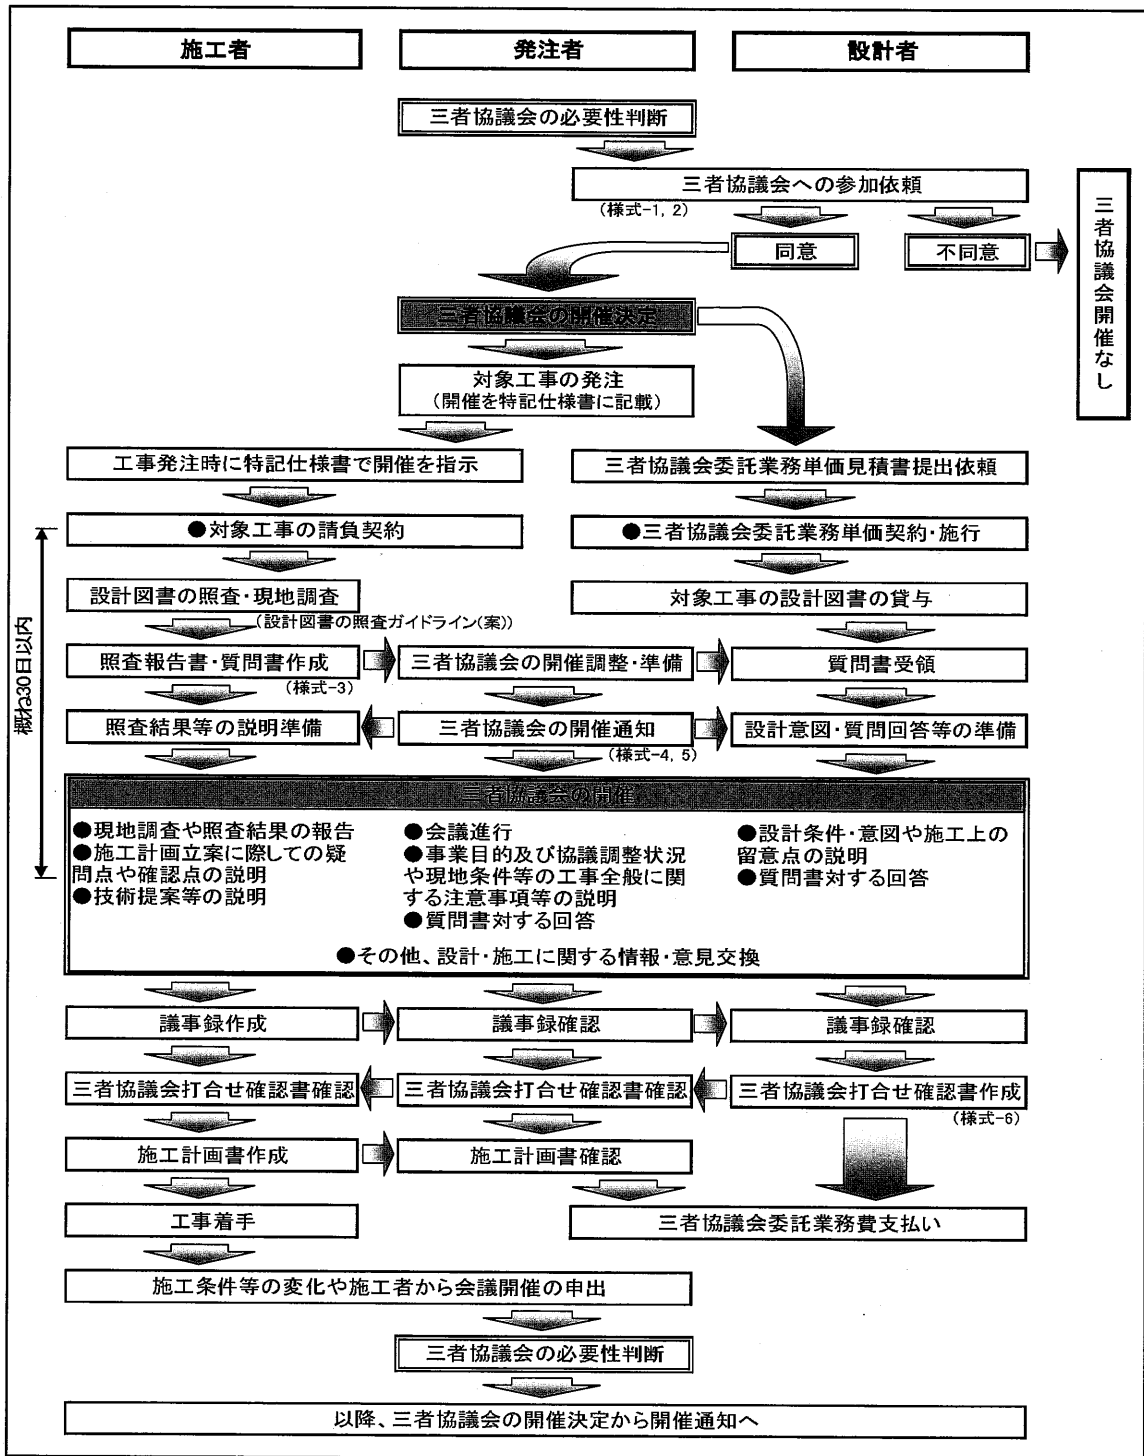 施工者
発注者
設計者
三者協議会の必要性判断
三者協議会への参加依頼
(様式-1, 2)
同意
不同意
三者協議会開催なし
三者協議会の開催決定
対象工事の発注
(開催を特記仕様書に記載)
工事発注時に特記仕様書で開催を指示
三者協議会委託業務単価見積書提出依頼
●対象工事の請負契約
●三者協議会委託業務単価契約・施行
概ね30日以内
設計図書の照査・現地調査
対象工事の設計図書の貸与
(設計図書の照査ガイドライン(案))
照査報告書・質問書作成
三者協議会の開催調整・準備
質問書受領
(様式-3)
照査結果等の説明準備
三者協議会の開催通知
設計意図・質問回答等の準備
(様式-4, 5)
三者協議会の開催
●現地調査や照査結果の報告
●施工計画立案に際しての疑
問点や確認点の説明
●技術提案等の説明
●会議進行
●事業目的及び協議調整状況
や現地条件等の工事全般に関
する注意事項等の説明
●質問書対する回答
●設計条件・意図や施工上の
留意点の説明
●質問書対する回答
●その他、設計・施工に関する情報・意見交換
議事録作成
議事録確認
議事録確認
三者協議会打合せ確認書確認
三者協議会打合せ確認書確認
三者協議会打合せ確認書作成
(様式-6)
施工計画書作成
施工計画書確認
工事着手
三者協議会委託業務費支払い
施工条件等の変化や施工者から会議開催の申出
三者協議会の必要性判断
以降、三者協議会の開催決定から開催通知へ